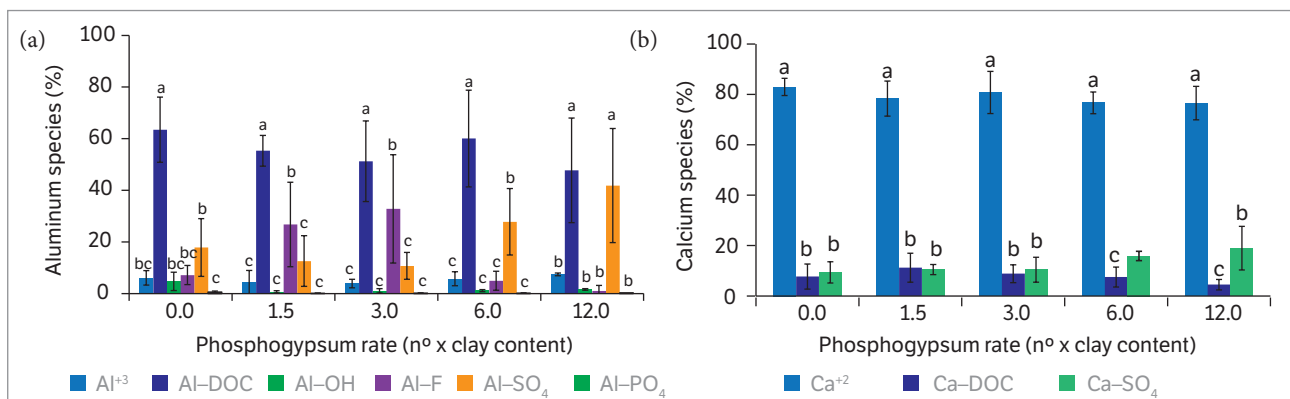 (a)
Aluminum species (%)
100
80
60
40
20
0
bc a bc bc b c
c a c b c c
c a c b c c
c a c c b c
b a b b a b
0.0 1.5 3.0 6.0 12.0
Phosphogypsum rate (nº x clay content)
Al⁺³ Al–DOC Al–OH Al–F Al–SO₄ Al–PO₄
(b)
Calcium species (%)
100
80
60
40
20
0
a b b
a b b
a b b
a c b
a c b
0.0 1.5 3.0 6.0 12.0
Phosphogypsum rate (nº x clay content)
Ca⁺² Ca–DOC Ca–SO₄